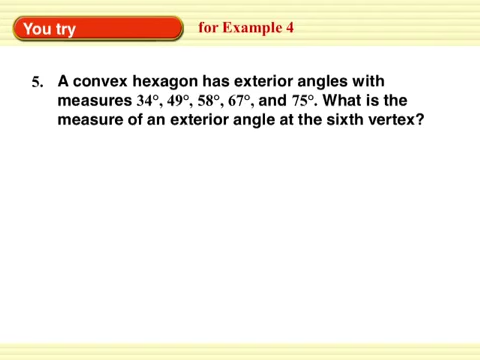 You try
for Example 4
5. A convex hexagon has exterior angles with
measures 34°, 49°, 58°, 67°, and 75°. What is the
measure of an exterior angle at the sixth vertex?